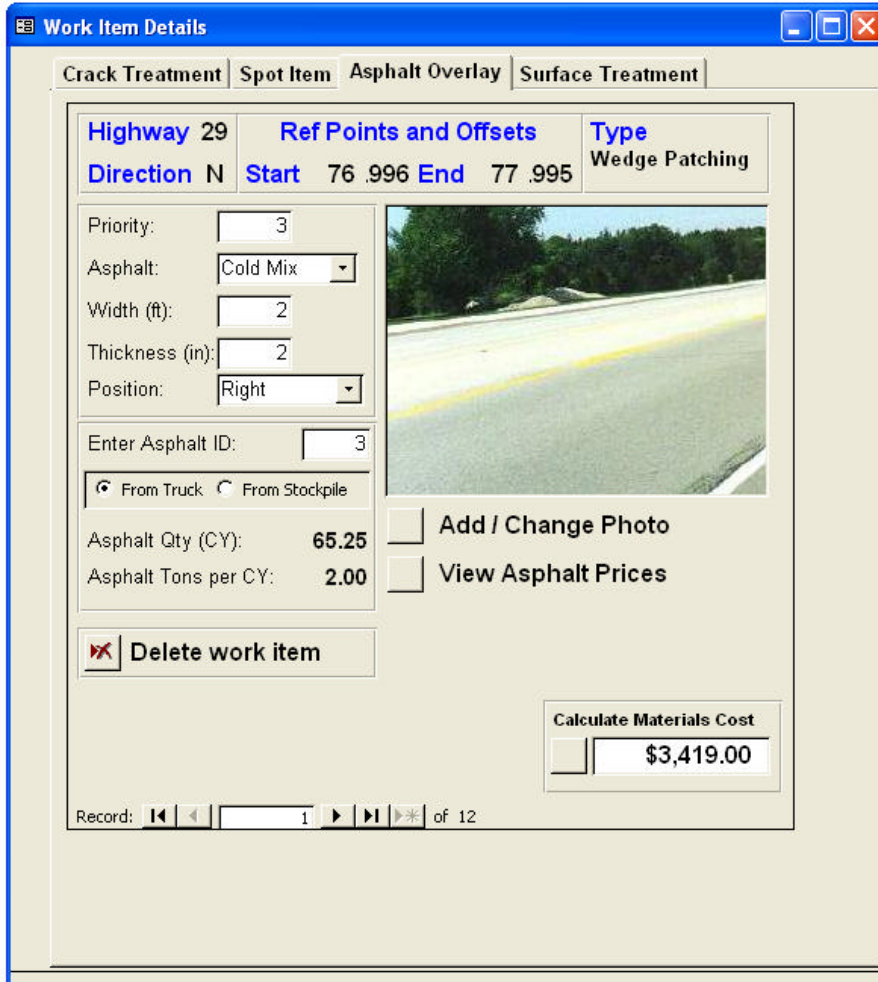 Work Item Details
Crack Treatment Spot Item Asphalt Overlay Surface Treatment
Highway 29 Ref Points and Offsets Type
Wedge Patching
Direction N Start 76 .996 End 77 .995
Priority: 3
Asphalt: Cold Mix
Width (ft): 2
Thickness (in): 2
Position: Right
Enter Asphalt ID: 3
From Truck From Stockpile
Asphalt Qty (CY): 65.25
Asphalt Tons per CY: 2.00
Add / Change Photo
View Asphalt Prices
Delete work item
Calculate Materials Cost
$3,419.00
Record: 1 of 12